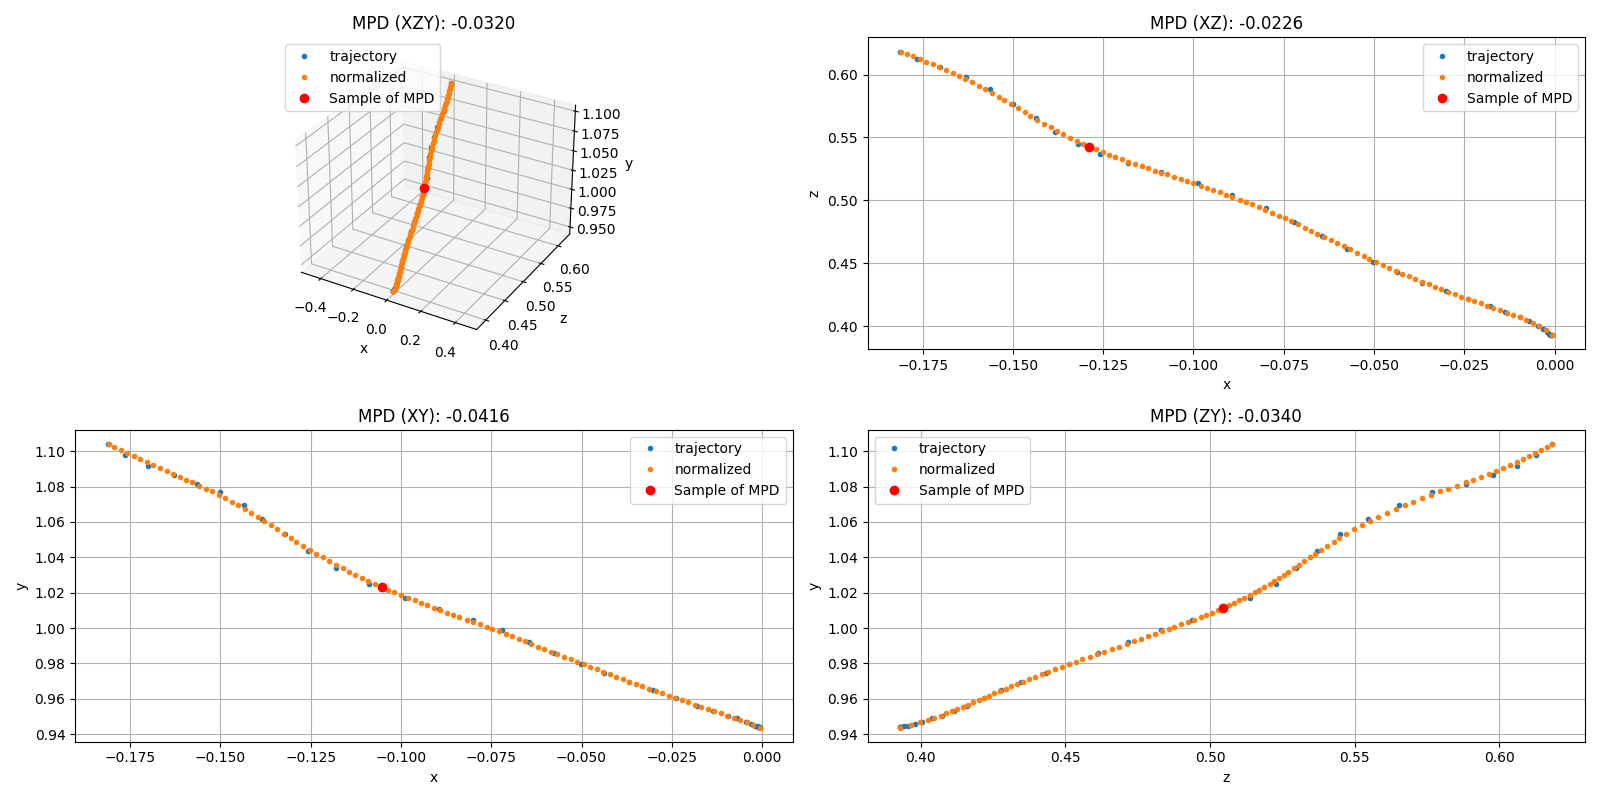 MPD (XZY): -0.0320
trajectory
normalized
Sample of MPD
1.100
1.075
1.050
1.025
1.000
0.975
0.950
y
0.60
0.55
0.50
0.45
0.40
z
−0.4
−0.2
0.0
0.2
0.4
x
MPD (XZ): -0.0226
trajectory
normalized
Sample of MPD
0.60
0.55
0.50
0.45
0.40
z
−0.175 −0.150 −0.125 −0.100 −0.075 −0.050 −0.025 0.000
x
MPD (XY): -0.0416
trajectory
normalized
Sample of MPD
1.10
1.08
1.06
1.04
1.02
1.00
0.98
0.96
0.94
y
−0.175 −0.150 −0.125 −0.100 −0.075 −0.050 −0.025 0.000
x
MPD (ZY): -0.0340
trajectory
normalized
Sample of MPD
1.10
1.08
1.06
1.04
1.02
1.00
0.98
0.96
0.94
y
0.40 0.45 0.50 0.55 0.60
z